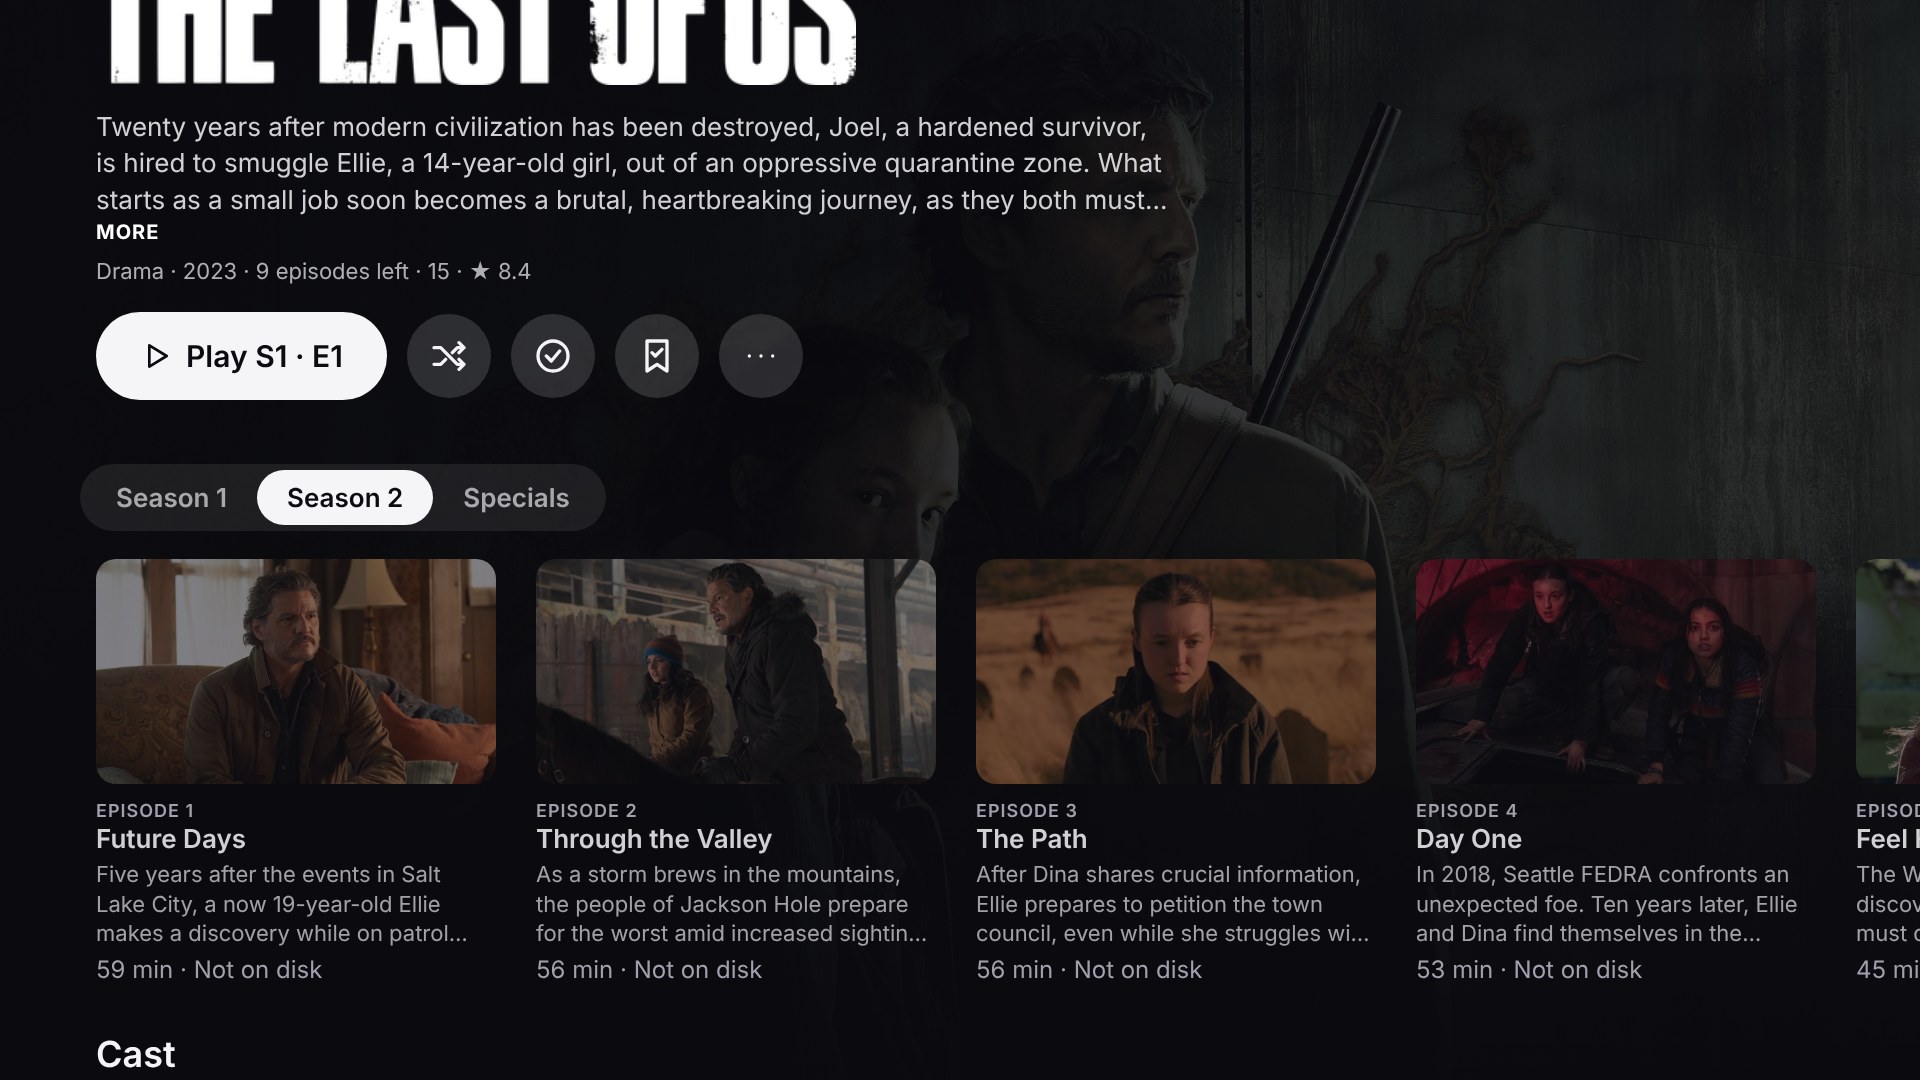 THE LAST OF US
Twenty years after modern civilization has been destroyed, Joel, a hardened survivor,
is hired to smuggle Ellie, a 14-year-old girl, out of an oppressive quarantine zone. What
starts as a small job soon becomes a brutal, heartbreaking journey, as they both must...
MORE
Drama · 2023 · 9 episodes left · 15 · ★ 8.4
Play S1 · E1
Season 1
Season 2
Specials
EPISODE 1
Future Days
Five years after the events in Salt
Lake City, a now 19-year-old Ellie
makes a discovery while on patrol...
59 min · Not on disk
EPISODE 2
Through the Valley
As a storm brews in the mountains,
the people of Jackson Hole prepare
for the worst amid increased sightin...
56 min · Not on disk
EPISODE 3
The Path
After Dina shares crucial information,
Ellie prepares to petition the town
council, even while she struggles wi...
56 min · Not on disk
EPISODE 4
Day One
In 2018, Seattle FEDRA confronts an
unexpected foe. Ten years later, Ellie
and Dina find themselves in the...
53 min · Not on disk
Feel
The
must
45
Cast